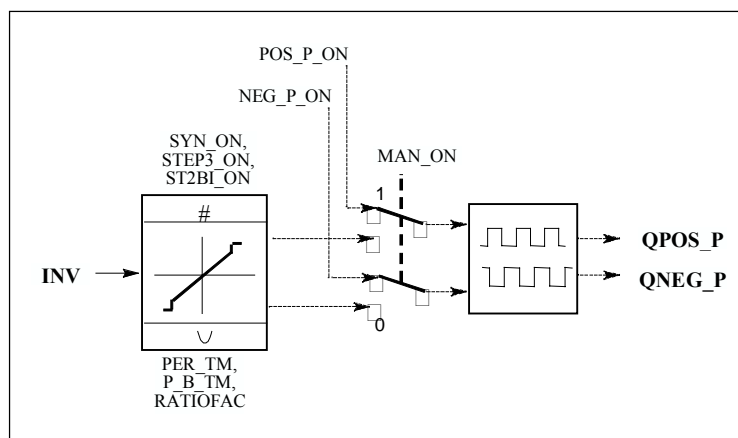 POS_P_ON
NEG_P_ON
SYN_ON,
STEP3_ON,
ST2BI_ON
MAN_ON
1
#
INV
QPOS_P
QNEG_P
0
PER_TM,
P_B_TM,
RATIOFAC